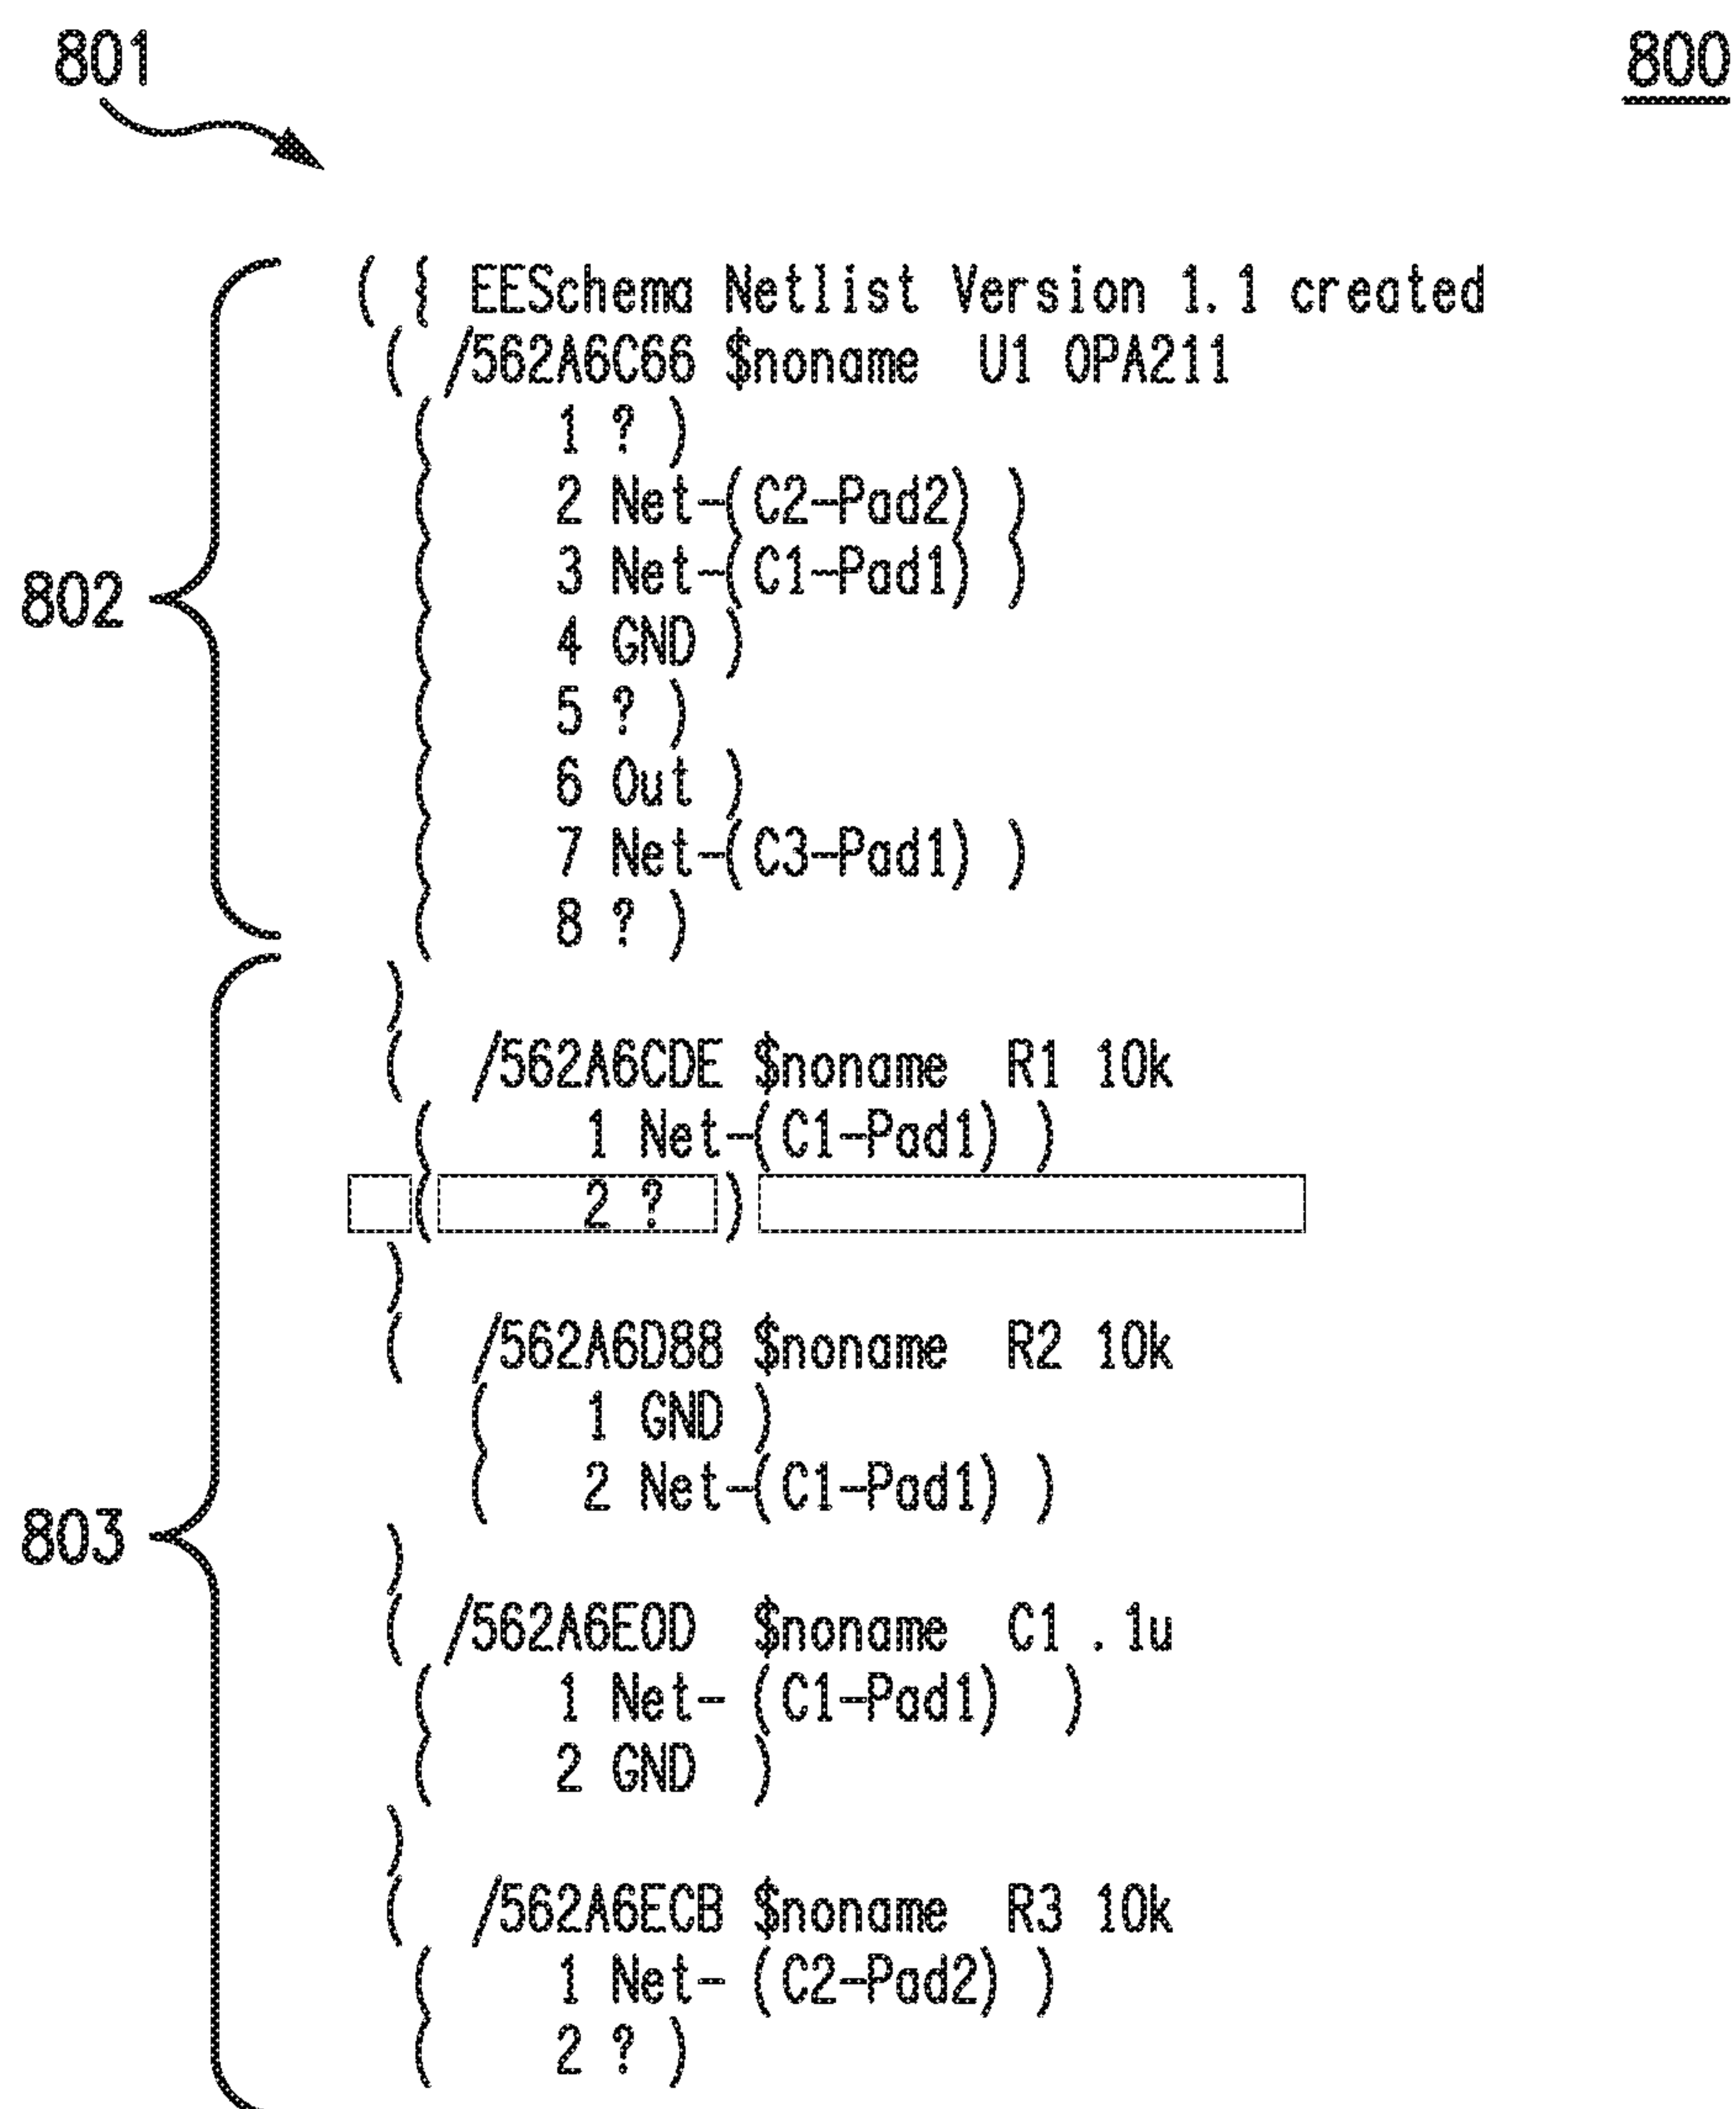 801
800
( { EESchema Netlist Version 1.1 created
( /562A6C66 $noname U1 OPA211
( 1 ? )
( 2 Net-(C2-Pad2) )
( 3 Net-(C1-Pad1) )
802
( 4 GND )
( 5 ? )
( 6 Out )
( 7 Net-(C3-Pad1) )
( 8 ? )
)
( /562A6CDE $noname R1 10k
( 1 Net-(C1-Pad1) )
( 2 ? )
)
( /562A6D88 $noname R2 10k
( 1 GND )
( 2 Net-(C1-Pad1) )
803
)
( /562A6E0D $noname C1 .1u
( 1 Net- (C1-Pad1) )
( 2 GND )
)
( /562A6ECB $noname R3 10k
( 1 Net- (C2-Pad2) )
( 2 ? )